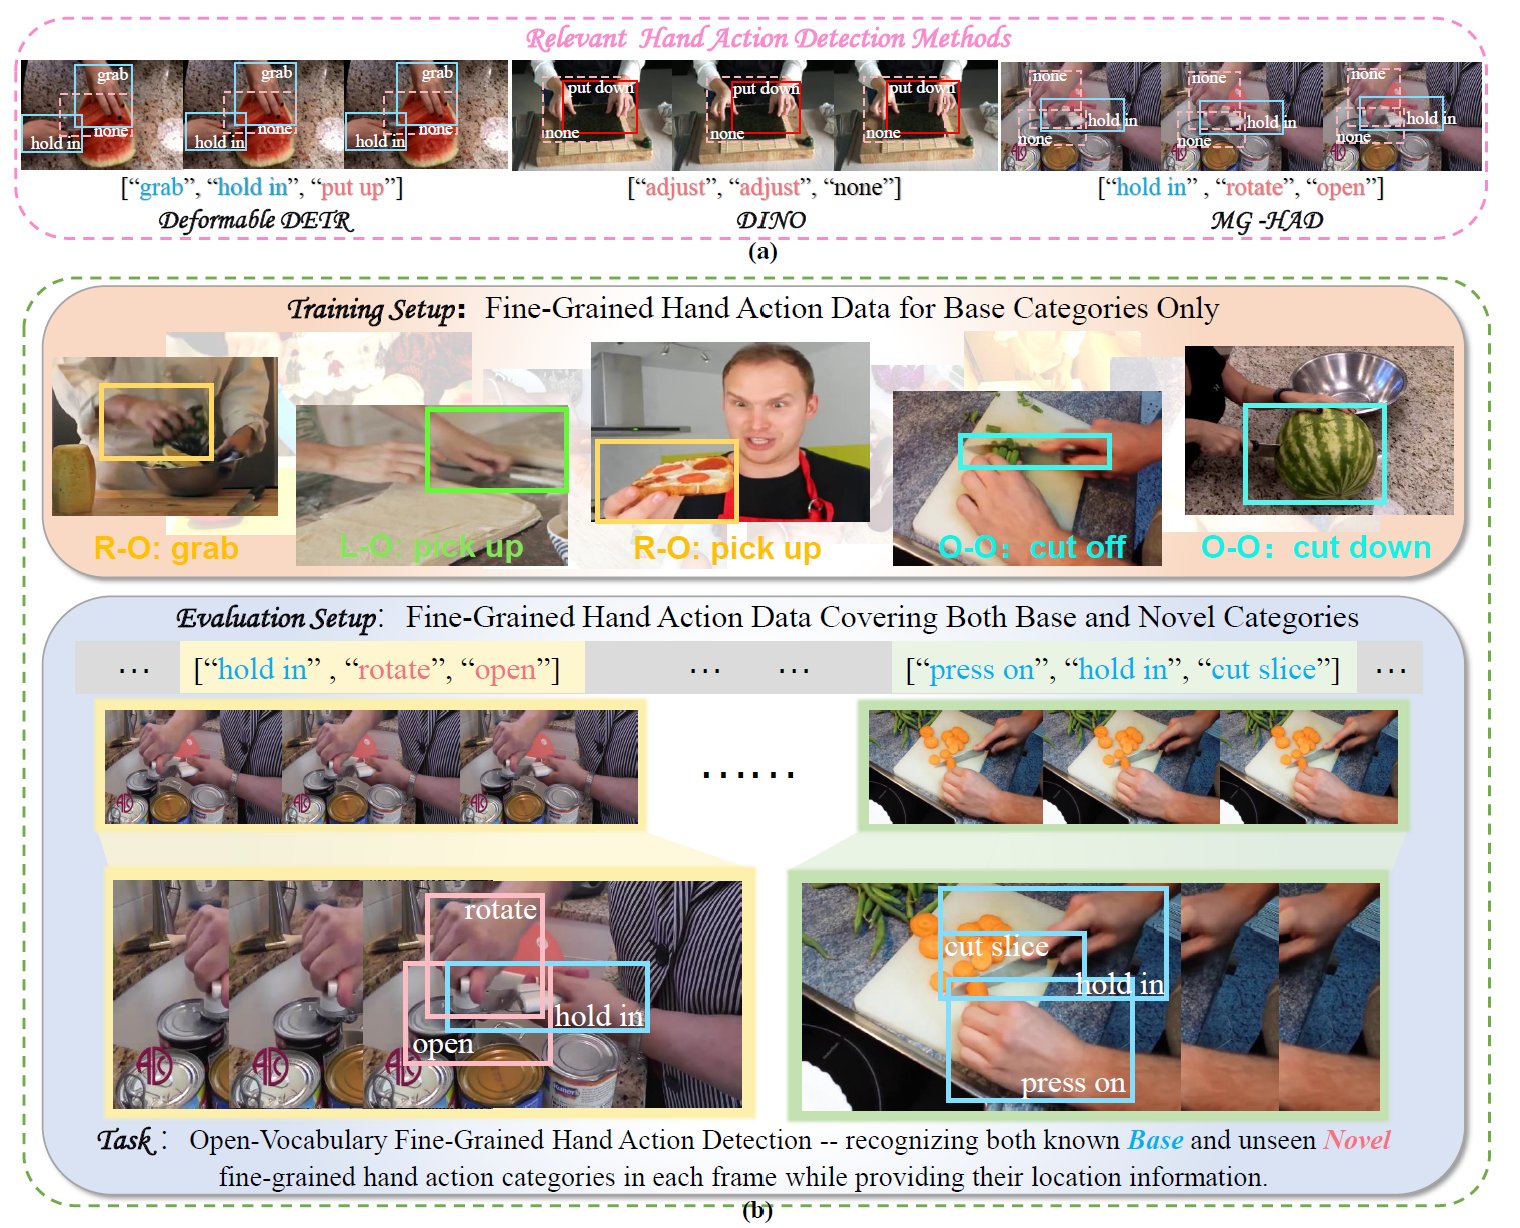 Relevant Hand Action Detection Methods
grab
hold in
none
grab
hold in
none
grab
hold in
none
put down
none
put down
none
put down
none
none
hold in
none
none
hold in
none
none
hold in
none
[“grab”, “hold in”, “put up”]
[“adjust”, “adjust”, “none”]
[“hold in” , “rotate”, “open”]
Deformable DETR
DINO
MG -HAD
(a)
Training Setup: Fine-Grained Hand Action Data for Base Categories Only
R-O: grab
L-O: pick up
R-O: pick up
O-O: cut off
O-O: cut down
Evaluation Setup: Fine-Grained Hand Action Data Covering Both Base and Novel Categories
... [“hold in” , “rotate”, “open”] ... ... [“press on”, “hold in”, “cut slice”] ...
......
rotate
hold in
open
cut slice
hold in
press on
Task : Open-Vocabulary Fine-Grained Hand Action Detection -- recognizing both known Base and unseen Novel
fine-grained hand action categories in each frame while providing their location information.
(b)